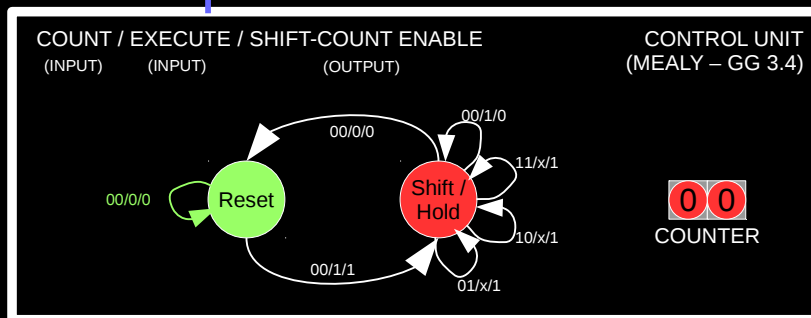 COUNT / EXECUTE / SHIFT-COUNT ENABLE
(INPUT) (INPUT) (OUTPUT)
CONTROL UNIT
(MEALY – GG 3.4)
00/0/0
00/1/0
11/x/1
00/0/0
Reset
Shift /
Hold
0 0
10/x/1
COUNTER
00/1/1
01/x/1